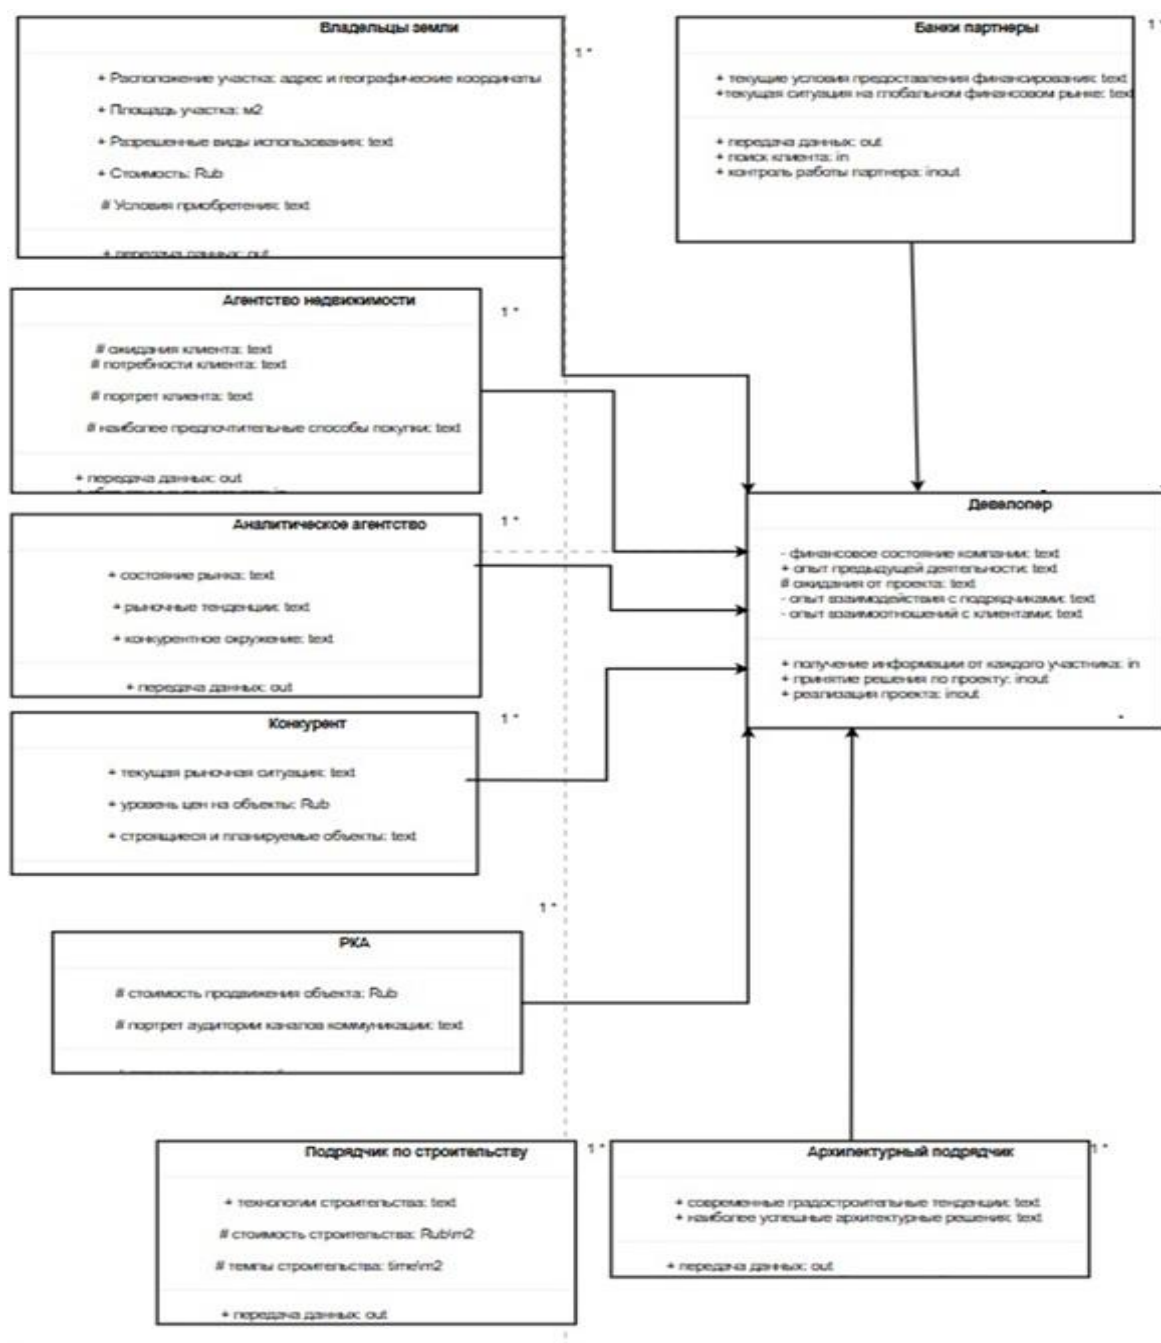 Владельцы земли
1 *
+ Расположение участка: адрес и географические координаты
+ Площадь участка: м2
+ Разрешенные виды использования: text
+ Стоимость: Rub
# Условия приобретения: text
+ передача данных: out
Банки партнеры
1 *
+ текущие условия предоставления финансирования: text
+текущая ситуация на глобальном финансовом рынке: text
+ передача данных: out
+ поиск клиента: in
+ контроль работы партнера: inout
Агентство недвижимости
1 *
# ожидания клиента: text
# потребности клиента: text
# портрет клиента: text
# наиболее предпочтительные способы покупки: text
+ передача данных: out
Аналитическое агентство
1 *
+ состояние рынка: text
+ рыночные тенденции: text
+ конкурентное окружение: text
+ передача данных: out
Девелопер
- финансовое состояние компании: text
+ опыт предыдущей деятельности: text
# ожидания от проекта: text
- опыт взаимодействия с подрядчиками: text
- опыт взаимоотношений с клиентами: text
+ получение информации от каждого участника: in
+ принятие решения по проекту: inout
+ реализация проекта: inout
Конкурент
1 *
+ текущая рыночная ситуация: text
+ уровень цен на объекты: Rub
+ строящиеся и планируемые объекты: text
1 *
РКА
# стоимость продвижения объекта: Rub
# портрет аудитории каналов коммуникации: text
Подрядчик по строительству
1 *
+ технологии строительства: text
# стоимость строительства: Rub\m2
# темпы строительства: time\m2
+ передача данных: out
Архитектурный подрядчик
1 *
+ современные градостроительные тенденции: text
+ наиболее успешные архитектурные решения: text
+ передача данных: out